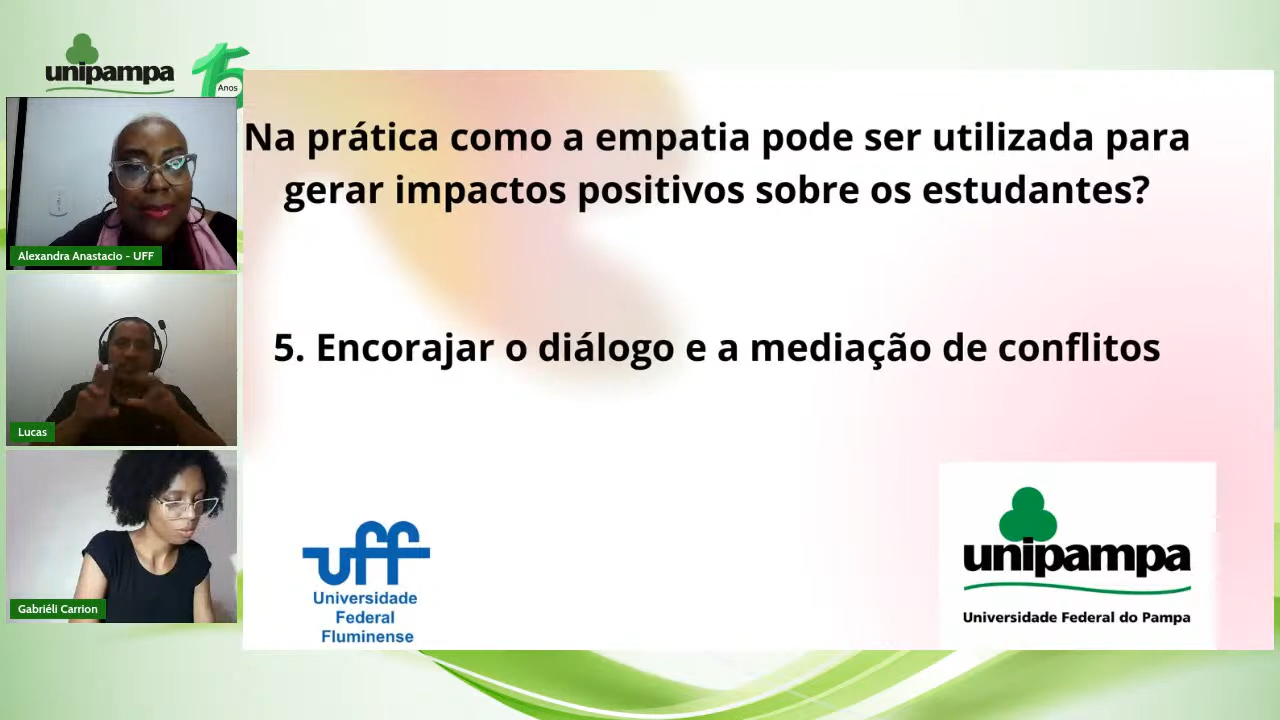 unipampa
15
Anos
Na prática como a empatia pode ser utilizada para
gerar impactos positivos sobre os estudantes?
Alexandra Anastacio - UFF
5. Encorajar o diálogo e a mediação de conflitos
Lucas
Gabriéli Carrion
uff
Universidade
Federal
Fluminense
unipampa
Universidade Federal do Pampa